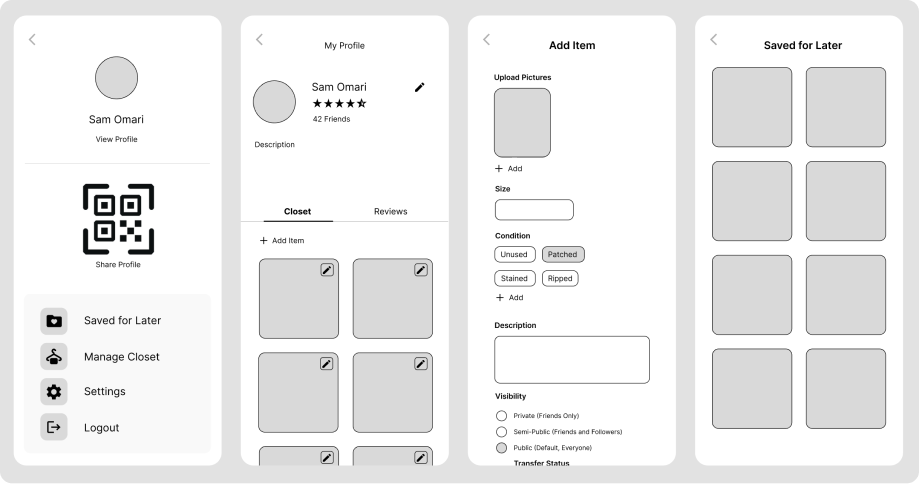 Sam Omari
View Profile
Share Profile
Saved for Later
Manage Closet
Settings
Logout
My Profile
Sam Omari
42 Friends
Description
Closet
Reviews
+ Add Item
Add Item
Upload Pictures
+ Add
Size
Condition
Unused
Patched
Stained
Ripped
+ Add
Description
Visibility
Private (Friends Only)
Semi-Public (Friends and Followers)
Public (Default, Everyone)
Transfer Status
Saved for Later